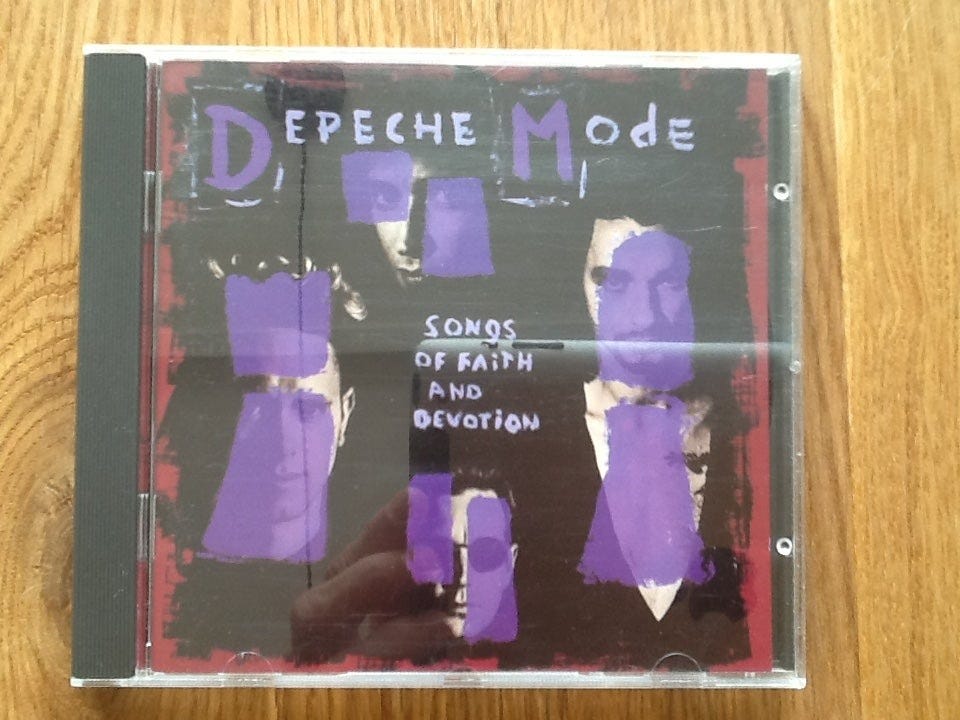 DEPECHE MOdE
SONGS
OF FAiTH
AND
DEVOTiON